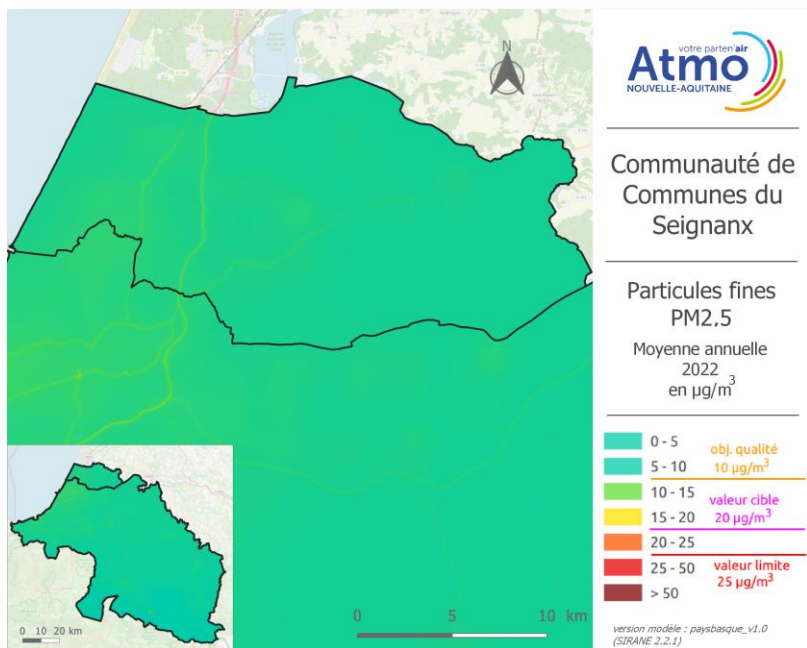 N
votre parten'air
Atmo
NOUVELLE-AQUITAINE
Communauté de
Communes du
Seignanx
Particules fines
PM2,5
Moyenne annuelle
2022
en µg/m³
0 - 5
5 - 10
10 - 15
15 - 20
20 - 25
25 - 50
> 50
obj. qualité
10 µg/m³
valeur cible
20 µg/m³
valeur limite
25 µg/m³
version modèle : paysbasque_v1.0
(SIRANE 2.2.1)
0 5 10 km
0 10 20 km